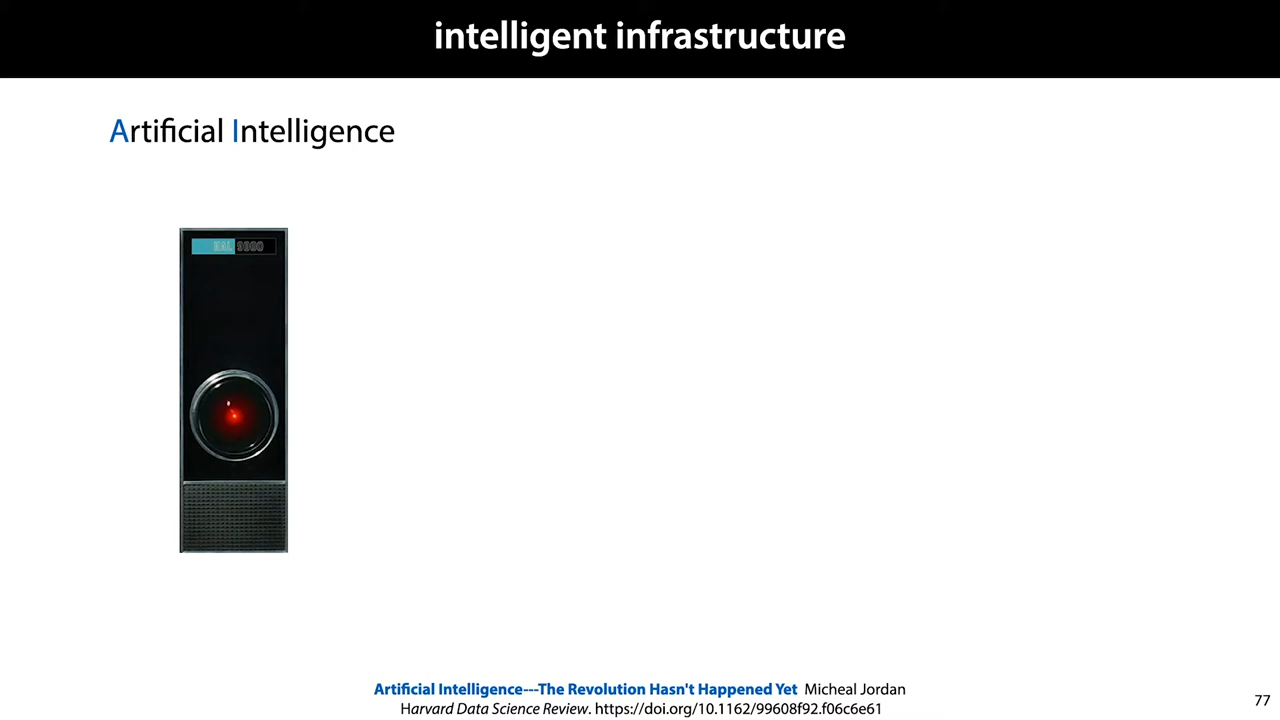 intelligent infrastructure
Artificial Intelligence
HAL 9000
Artificial Intelligence---The Revolution Hasn't Happened Yet Micheal Jordan
Harvard Data Science Review. https://doi.org/10.1162/99608f92.f06c6e61
77